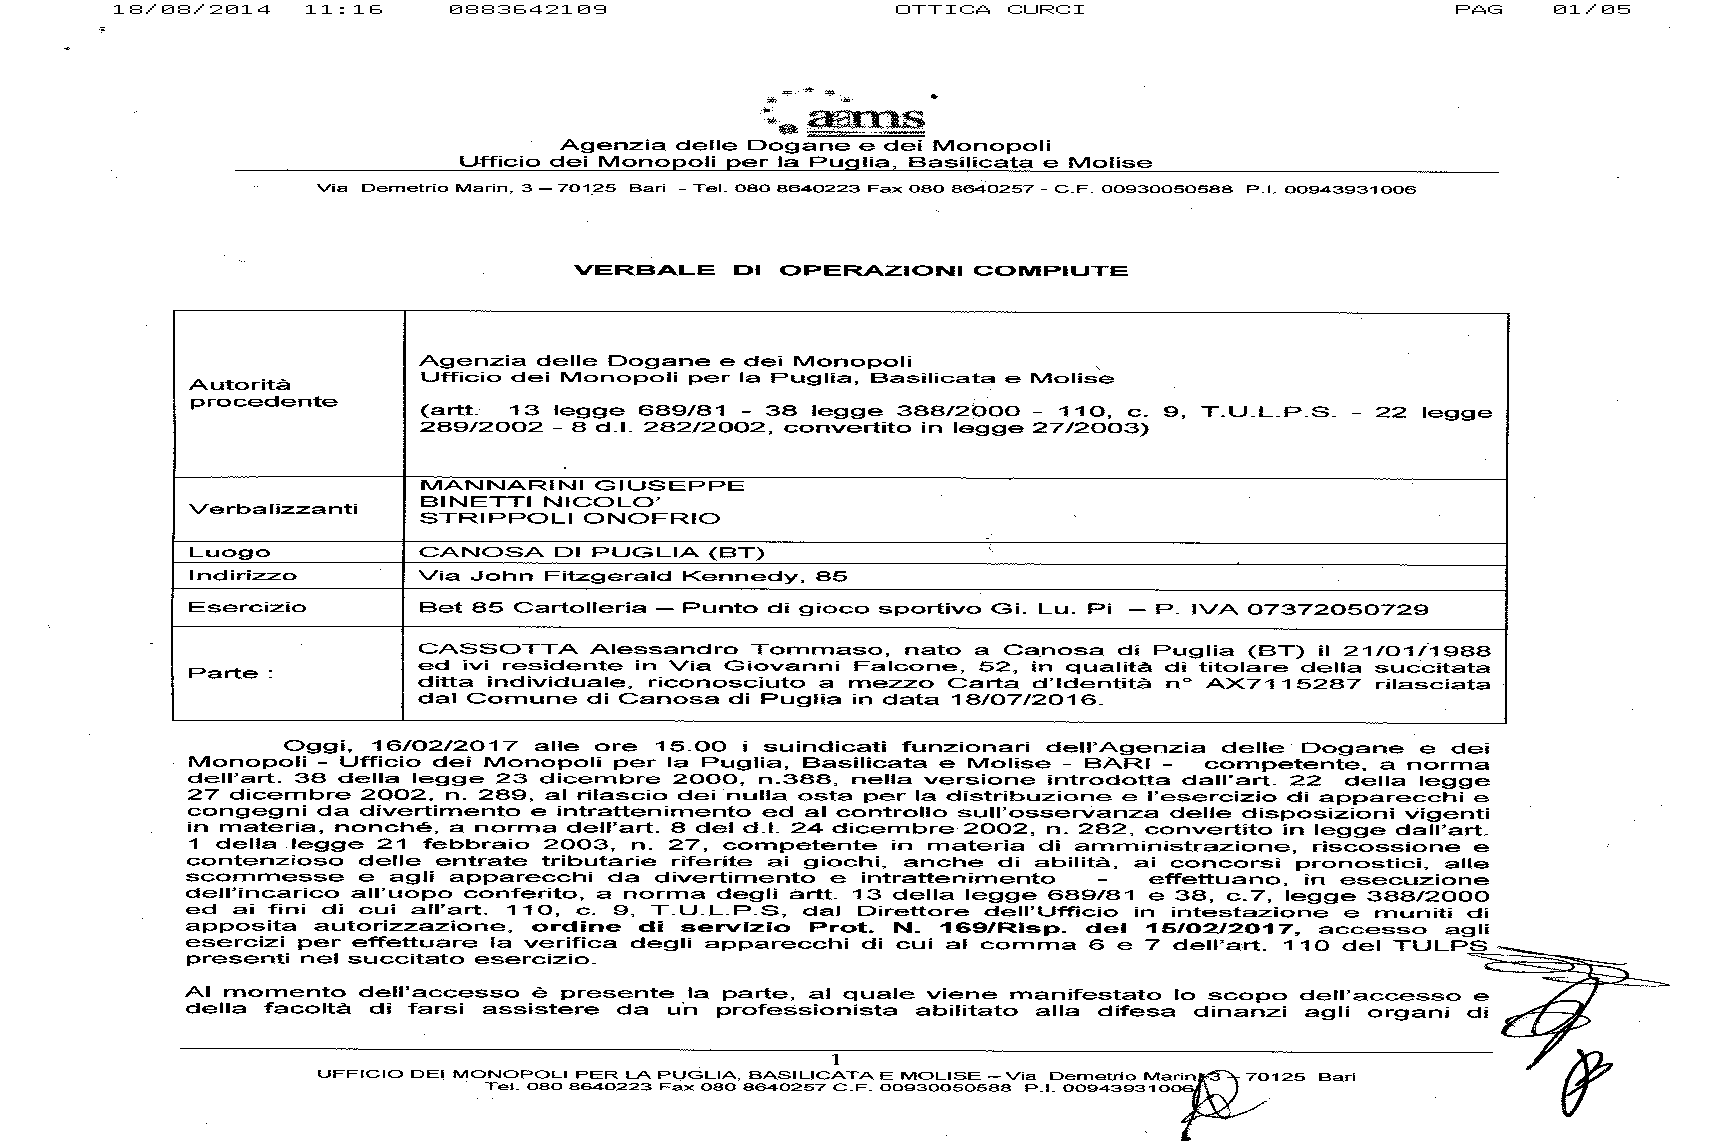 18/08/2014 11:16 0883642109 OTTICA CURCI PAG 01/05
aams
Agenzia delle Dogane e dei Monopoli
Ufficio dei Monopoli per la Puglia, Basilicata e Molise
Via Demetrio Marin, 3 – 70125 Bari - Tel. 080 8640223 Fax 080 8640257 - C.F. 00930050588 P.I. 00943931006
VERBALE DI OPERAZIONI COMPIUTE
Autorità
procedente
Agenzia delle Dogane e dei Monopoli
Ufficio dei Monopoli per la Puglia, Basilicata e Molise
(artt. 13 legge 689/81 - 38 legge 388/2000 - 110, c. 9, T.U.L.P.S. - 22 legge
289/2002 - 8 d.l. 282/2002, convertito in legge 27/2003)
Verbalizzanti
MANNARINI GIUSEPPE
BINETTI NICOLO'
STRIPPOLI ONOFRIO
Luogo CANOSA DI PUGLIA (BT)
Indirizzo Via John Fitzgerald Kennedy, 85
Esercizio Bet 85 Cartolleria – Punto di gioco sportivo Gi. Lu. Pi – P. IVA 07372050729
Parte :
CASSOTTA Alessandro Tommaso, nato a Canosa di Puglia (BT) il 21/01/1988
ed ivi residente in Via Giovanni Falcone, 52, in qualità di titolare della succitata
ditta individuale, riconosciuto a mezzo Carta d'Identità n° AX7115287 rilasciata
dal Comune di Canosa di Puglia in data 18/07/2016.
Oggi, 16/02/2017 alle ore 15.00 i suindicati funzionari dell'Agenzia delle Dogane e dei
Monopoli - Ufficio dei Monopoli per la Puglia, Basilicata e Molise - BARI - competente, a norma
dell'art. 38 della legge 23 dicembre 2000, n.388, nella versione introdotta dall'art. 22 della legge
27 dicembre 2002, n. 289, al rilascio dei nulla osta per la distribuzione e l'esercizio di apparecchi e
congegni da divertimento e intrattenimento ed al controllo sull'osservanza delle disposizioni vigenti
in materia, nonché, a norma dell'art. 8 del d.l. 24 dicembre 2002, n. 282, convertito in legge dall'art.
1 della legge 21 febbraio 2003, n. 27, competente in materia di amministrazione, riscossione e
contenzioso delle entrate tributarie riferite ai giochi, anche di abilità, ai concorsi pronostici, alle
scommesse e agli apparecchi da divertimento e intrattenimento - effettuano, in esecuzione
dell'incarico all'uopo conferito, a norma degli artt. 13 della legge 689/81 e 38, c.7, legge 388/2000
ed ai fini di cui all'art. 110, c. 9, T.U.L.P.S, dal Direttore dell'Ufficio in intestazione e muniti di
apposita autorizzazione, ordine di servizio Prot. N. 169/Risp. del 15/02/2017, accesso agli
esercizi per effettuare la verifica degli apparecchi di cui al comma 6 e 7 dell'art. 110 del TULPS
presenti nel succitato esercizio.
Al momento dell'accesso è presente la parte, al quale viene manifestato lo scopo dell'accesso e
della facoltà di farsi assistere da un professionista abilitato alla difesa dinanzi agli organi di
1
UFFICIO DEI MONOPOLI PER LA PUGLIA, BASILICATA E MOLISE – Via Demetrio Marin, 3 – 70125 Bari
Tel. 080 8640223 Fax 080 8640257 C.F. 00930050588 P.I. 00943931006